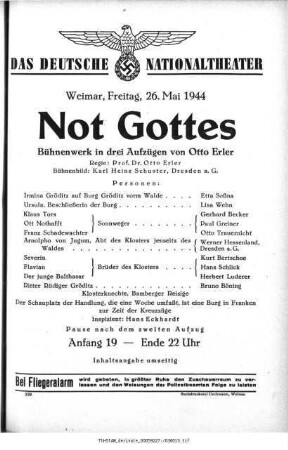 DAS DEUTSCHE NATIONALTHEATER
Weimar, Freitag, 26. Mai 1944
Not Gottes
Bühnenwerk in drei Aufzügen von Otto Erler
Regie: Prof. Dr. Otto Erler
Bühnenbild: Karl Heinz Schuster, Dresden a. G.
Personen:
Irmina Gröditz auf Burg Gröditz vorm Walde . . . . Etta
Ursula, Beschließerin der Burg . . . . . . . . Lisa Wehn
Klaus Tors Gerhard Becker
Ott Nothafft Sonnweger . . . . . . . . Paul Greiner
Franz Schadewachter Otto
Arnolpho von Jugum, Abt des Klosters jenseits des Werner Hessenland,
Waldes . . . . . . . . . . . . . Dresden a. G.
Severin Kurt Bertschos
Flavian Brüder des Klosters . . . . . Hans Schlick
Der junge Balthasar Herbert Luderer
Ritter Rüdiger Gröditz . . . . . . . . . . Bruno Böning
Klosterknechte, Bamberger Reisige
Der Schauplatz der Handlung, die eine Woche umfaßt, ist eine Burg in Franken
zur Zeit der Kreuzzüge
Inspizient: Hans Eckhardt
Pause nach dem zweiten Aufzug
Anfang 19 — Ende 22 Uhr
Inhaltsangabe umseitig
Bei Fliegeralarm wird gebeten, in größter Ruhe den Zuschauerraum zu verlassen und den Weisungen des Polizeibeamten Folge zu leisten